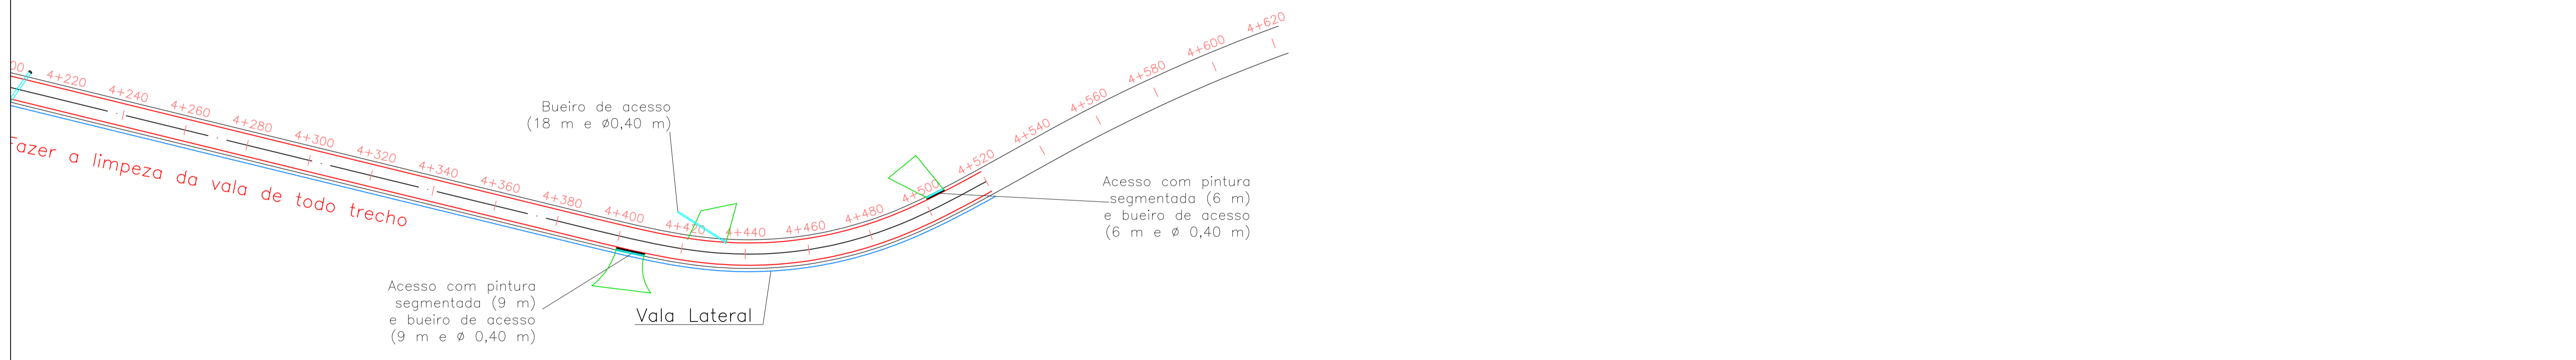 00
4+220
4+240
4+260
4+280
4+300
4+320
4+340
4+360
4+380
4+400
4+420
4+440
4+460
4+480
4+500
4+520
4+540
4+560
4+580
4+600
4+620
Bueiro de acesso
(18 m e ø0,40 m)
Fazer a limpeza da vala de todo trecho
Acesso com pintura
segmentada (6 m)
e bueiro de acesso
(6 m e ø 0,40 m)
Acesso com pintura
segmentada (9 m)
e bueiro de acesso
(9 m e ø 0,40 m)
Vala Lateral